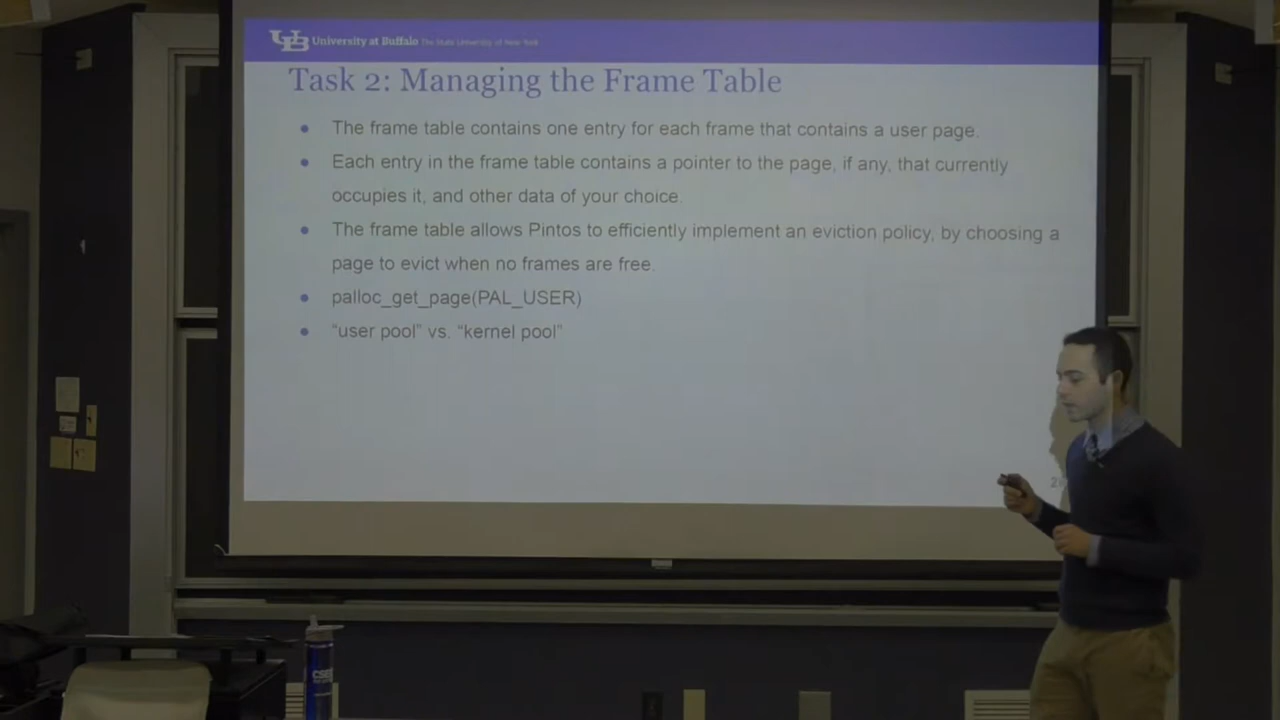 University at Buffalo The State University of New York
Task 2: Managing the Frame Table
The frame table contains one entry for each frame that contains a user page.
Each entry in the frame table contains a pointer to the page, if any, that currently
occupies it, and other data of your choice.
The frame table allows Pintos to efficiently implement an eviction policy, by choosing a
page to evict when no frames are free.
palloc_get_page(PAL_USER)
“user pool” vs. “kernel pool”